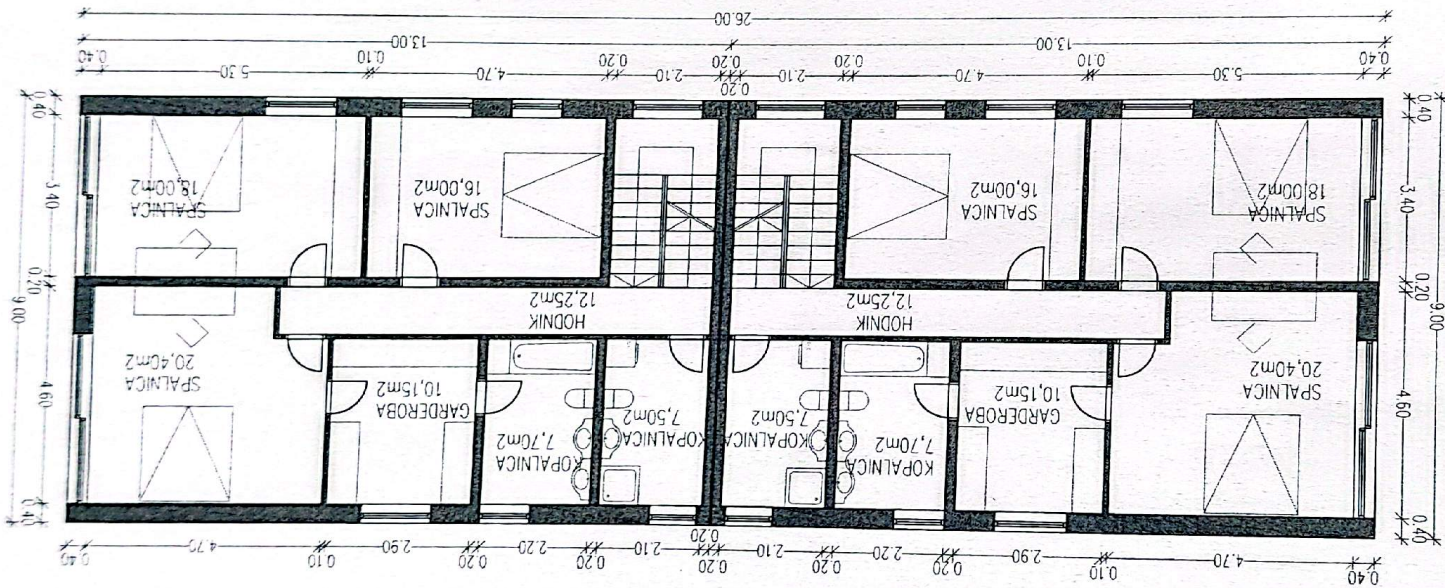 0.40 4.70 0.10 2.90 0.20 2.20 0.20 2.10 0.20 0.20 0.20 2.10 0.20 2.20 0.20 2.90 0.10 4.70 0.40
9.00
0.40
4.60
0.20
3.40
0.40
SPALNICA
20,40m2
GARDEROBA
10,15m2
KOPALNICA
7,70m2
KOPALNICA
7,50m2
KOPALNICA
7,50m2
KOPALNICA
7,70m2
GARDEROBA
10,15m2
SPALNICA
20,40m2
HODNIK
12,25m2
HODNIK
12,25m2
SPALNICA
18,00m2
SPALNICA
16,00m2
SPALNICA
16,00m2
SPALNICA
18,00m2
0.40
4.60
0.20
3.40
0.40
9.00
0.40 5.30 0.10 4.70 0.20 2.10 0.20 0.20 0.20 2.10 0.20 4.70 0.10 5.30 0.40
13.00 13.00
26.00